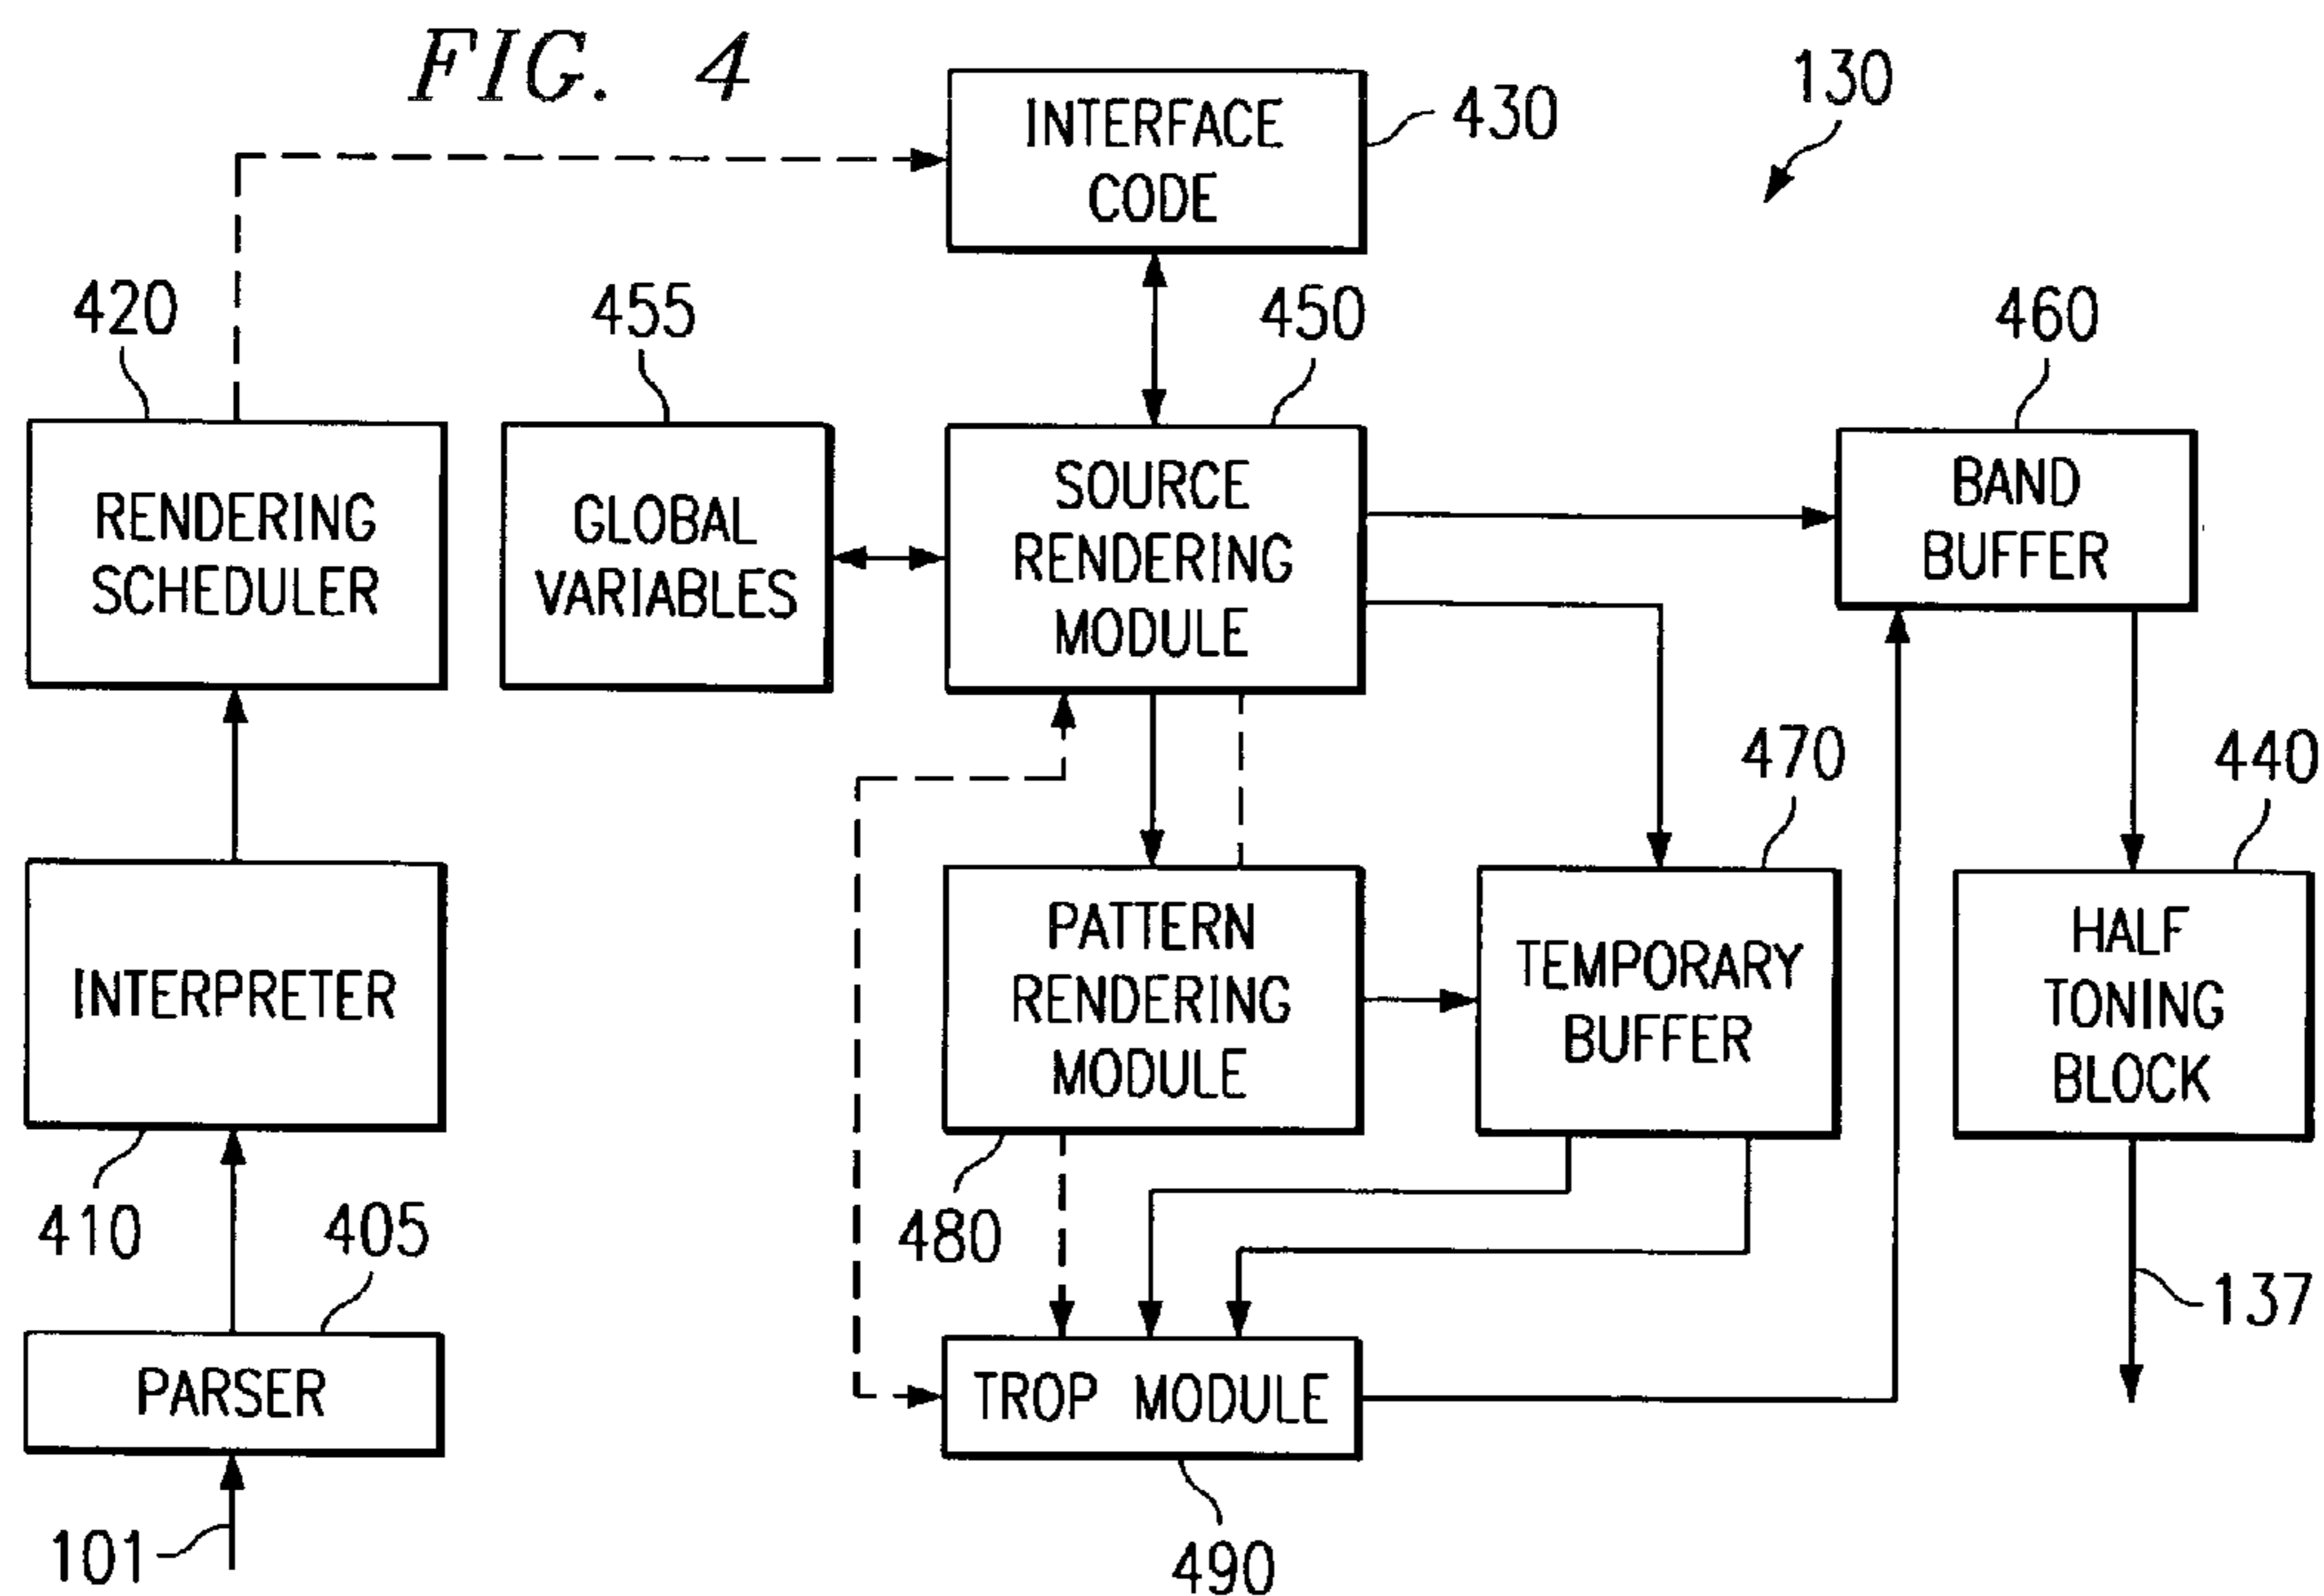 FIG. 4
130
INTERFACE
CODE
430
420
455
450
460
RENDERING
SCHEDULER
GLOBAL
VARIABLES
SOURCE
RENDERING
MODULE
BAND
BUFFER
470
440
INTERPRETER
PATTERN
RENDERING
MODULE
TEMPORARY
BUFFER
HALF
TONING
BLOCK
410
405
480
137
PARSER
TROP MODULE
101
490